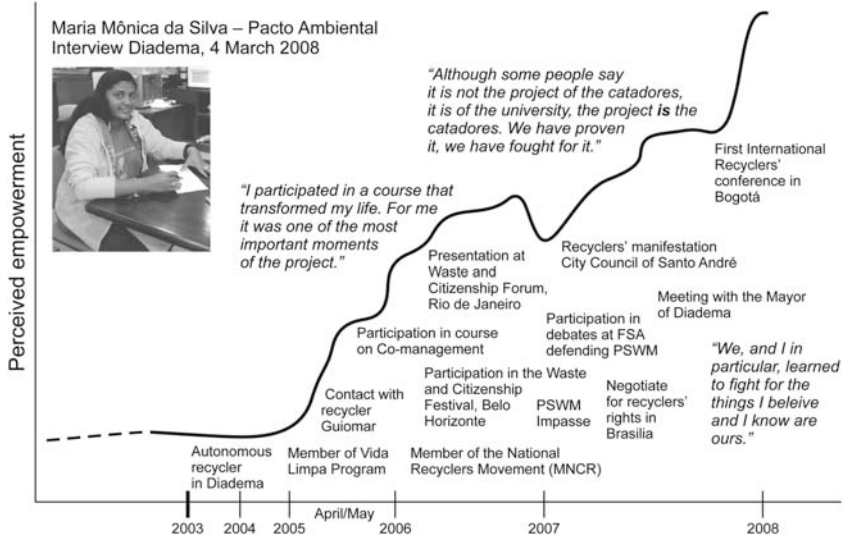 Maria Mônica da Silva – Pacto Ambiental
Interview Diadema, 4 March 2008
“Although some people say
it is not the project of the catadores,
it is of the university, the project is the
catadores. We have proven
it, we have fought for it.”
“I participated in a course that
transformed my life. For me
it was one of the most
important moments
of the project.”
First International
Recyclers’
conference in
Bogotá
Perceived empowerment
Presentation at
Waste and
Citizenship Forum,
Rio de Janeiro
Recyclers’ manifestation
City Council of Santo André
Meeting with the Mayor
of Diadema
Participation in
debates at FSA
defending PSWM
Participation in course
on Co-management
“We, and I in
particular, learned
to fight for the
things I beleive
and I know are
ours.”
Participation in the Waste
and Citizenship
Festival, Belo
Horizonte
Contact with
recycler
Guiomar
PSWM
Impasse
Negotiate
for recyclers’
rights in
Brasilia
Autonomous
recycler
in Diadema
Member of Vida
Limpa Program
Member of the National
Recyclers Movement (MNCR)
April/May
2003
2004
2005
2006
2007
2008